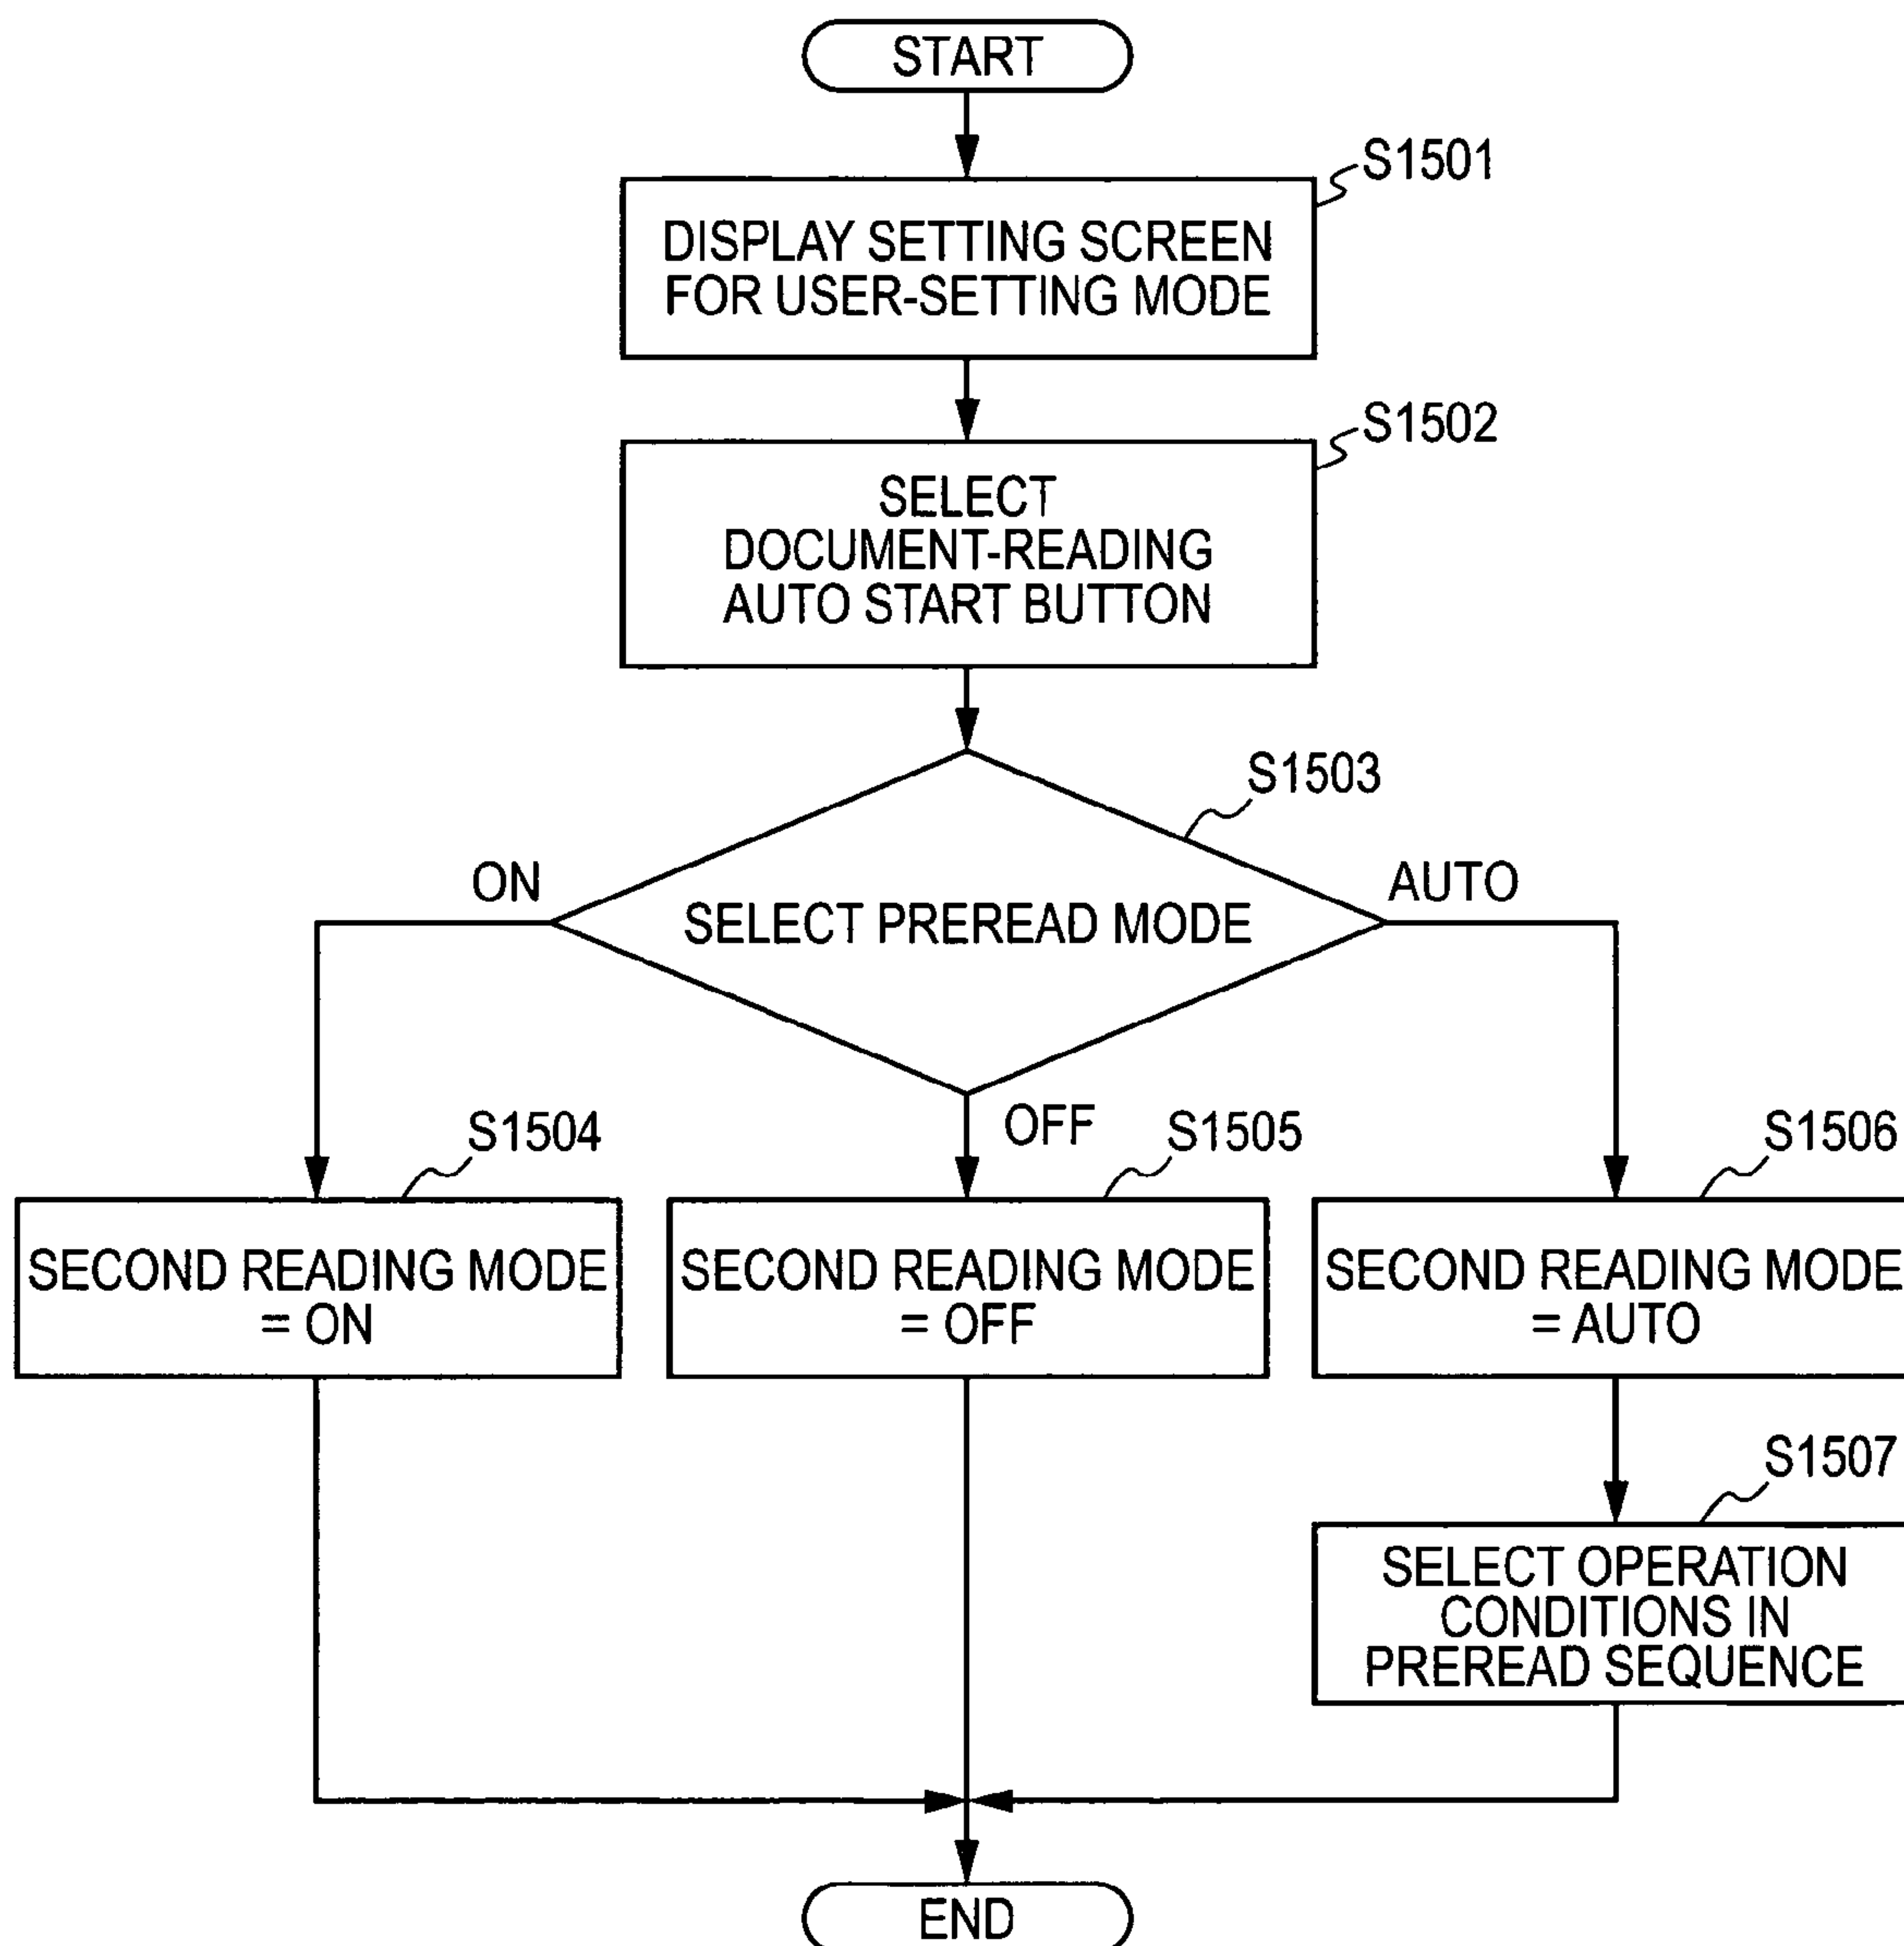 START
S1501
DISPLAY SETTING SCREEN
FOR USER-SETTING MODE
S1502
SELECT
DOCUMENT-READING
AUTO START BUTTON
S1503
ON
AUTO
SELECT PREREAD MODE
OFF
S1504
S1505
S1506
SECOND READING MODE
= ON
SECOND READING MODE
= OFF
SECOND READING MODE
= AUTO
S1507
SELECT OPERATION
CONDITIONS IN
PREREAD SEQUENCE
END